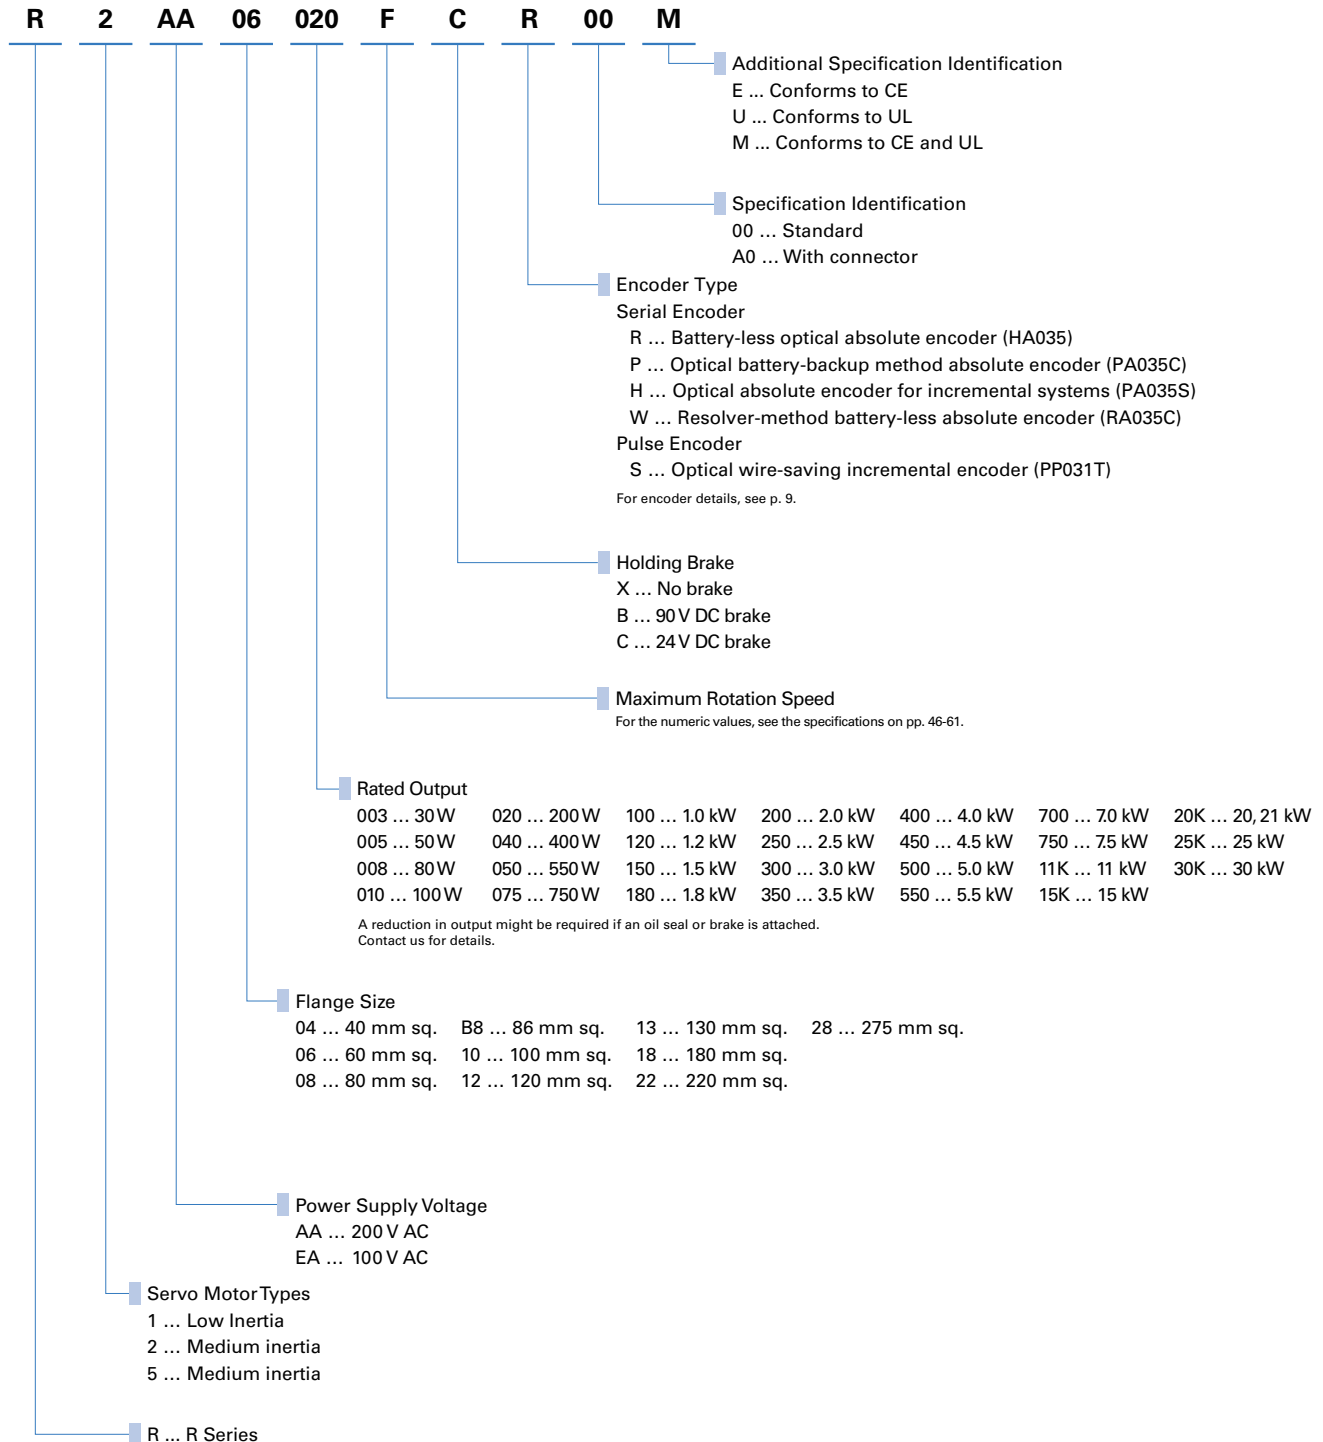 R 2 AA 06 020 F C R 00 M
Additional Specification Identification
E ... Conforms to CE
U ... Conforms to UL
M ... Conforms to CE and UL
Specification Identification
00 ... Standard
A0 ... With connector
Encoder Type
Serial Encoder
R ... Battery-less optical absolute encoder (HA035)
P ... Optical battery-backup method absolute encoder (PA035C)
H ... Optical absolute encoder for incremental systems (PA035S)
W ... Resolver-method battery-less absolute encoder (RA035C)
Pulse Encoder
S ... Optical wire-saving incremental encoder (PP031T)
For encoder details, see p. 9.
Holding Brake
X ... No brake
B ... 90 V DC brake
C ... 24 V DC brake
Maximum Rotation Speed
For the numeric values, see the specifications on pp. 46-61.
Rated Output
003 ... 30 W 020 ... 200 W 100 ... 1.0 kW 200 ... 2.0 kW 400 ... 4.0 kW 700 ... 7.0 kW 20K ... 20, 21 kW
005 ... 50 W 040 ... 400 W 120 ... 1.2 kW 250 ... 2.5 kW 450 ... 4.5 kW 750 ... 7.5 kW 25K ... 25 kW
008 ... 80 W 050 ... 550 W 150 ... 1.5 kW 300 ... 3.0 kW 500 ... 5.0 kW 11K ... 11 kW 30K ... 30 kW
010 ... 100 W 075 ... 750 W 180 ... 1.8 kW 350 ... 3.5 kW 550 ... 5.5 kW 15K ... 15 kW
A reduction in output might be required if an oil seal or brake is attached.
Contact us for details.
Flange Size
04 ... 40 mm sq. B8 ... 86 mm sq. 13 ... 130 mm sq. 28 ... 275 mm sq.
06 ... 60 mm sq. 10 ... 100 mm sq. 18 ... 180 mm sq.
08 ... 80 mm sq. 12 ... 120 mm sq. 22 ... 220 mm sq.
Power Supply Voltage
AA ... 200 V AC
EA ... 100 V AC
Servo Motor Types
1 ... Low Inertia
2 ... Medium inertia
5 ... Medium inertia
R ... R Series